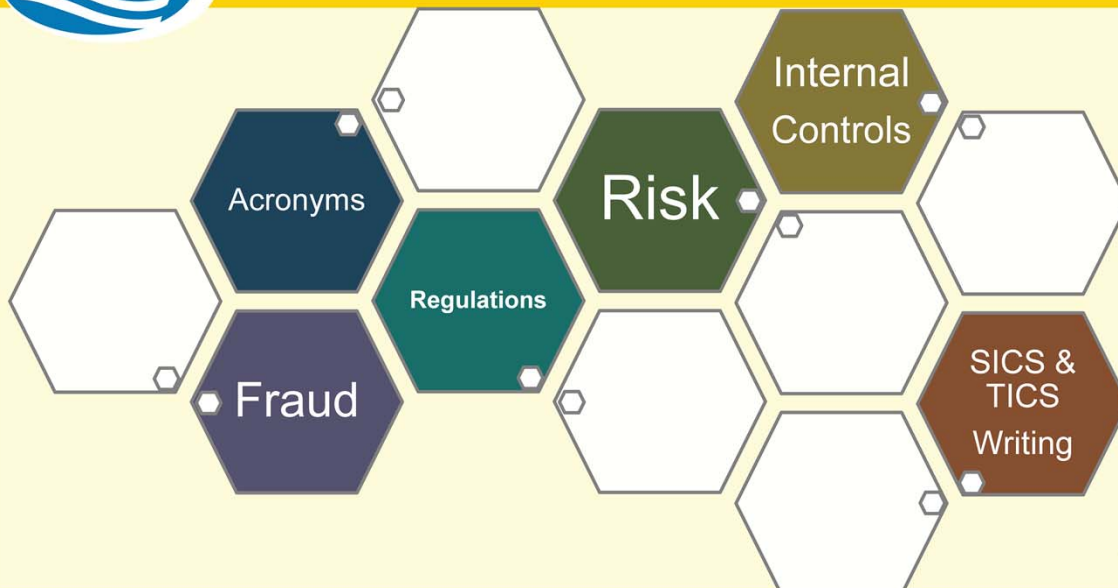 Internal
Controls
Acronyms
Risk
Regulations
Fraud
SICS &
TICS
Writing